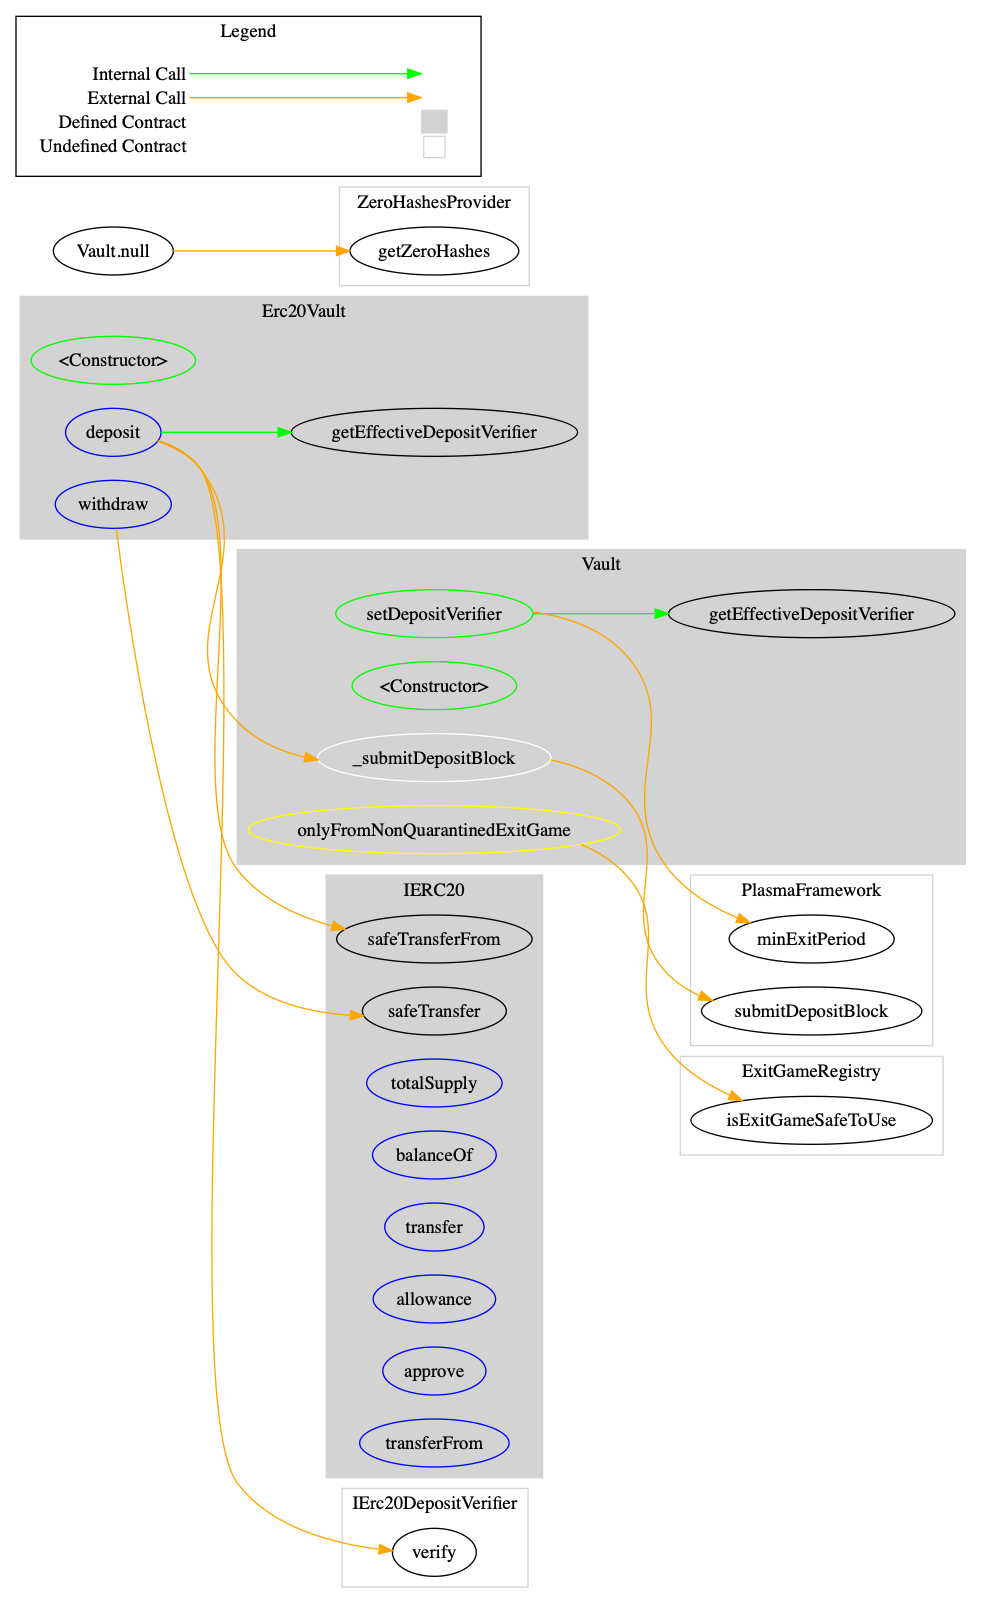 Legend
Internal Call
External Call
Defined Contract
Undefined Contract
ZeroHashesProvider
Vault.null
getZeroHashes
Erc20Vault
<Constructor>
deposit
getEffectiveDepositVerifier
withdraw
Vault
setDepositVerifier
getEffectiveDepositVerifier
<Constructor>
_submitDepositBlock
onlyFromNonQuarantinedExitGame
IERC20
PlasmaFramework
safeTransferFrom
minExitPeriod
safeTransfer
submitDepositBlock
ExitGameRegistry
totalSupply
isExitGameSafeToUse
balanceOf
transfer
allowance
approve
transferFrom
IErc20DepositVerifier
verify